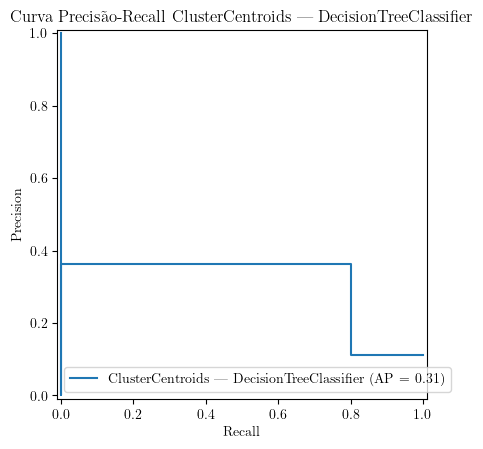 Curva Precisão-Recall ClusterCentroids — DecisionTreeClassifier
1.0
0.8
0.6
0.4
0.2
0.0
Precision
ClusterCentroids — DecisionTreeClassifier (AP = 0.31)
0.0 0.2 0.4 0.6 0.8 1.0
Recall